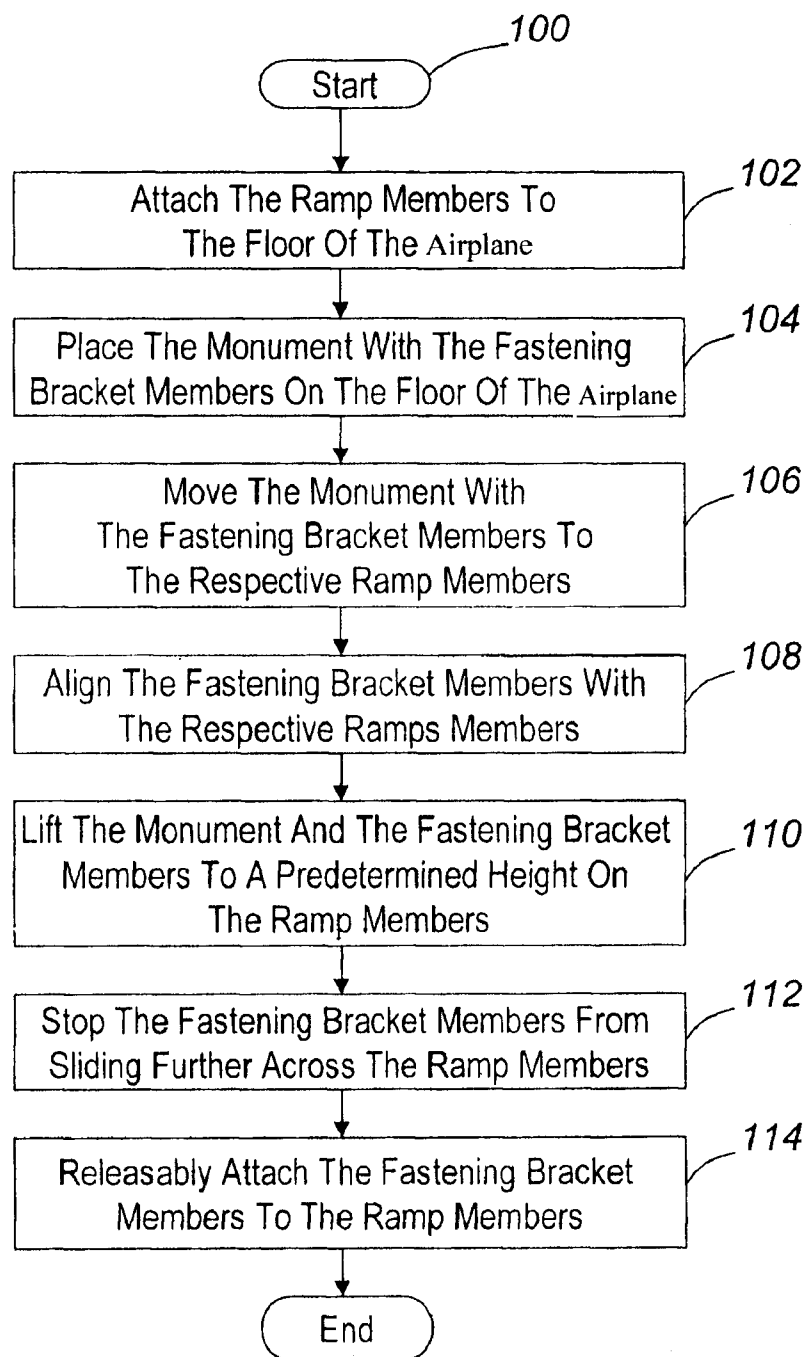 100
Start
102
Attach The Ramp Members To
The Floor Of The Airplane
104
Place The Monument With The Fastening
Bracket Members On The Floor Of The Airplane
106
Move The Monument With
The Fastening Bracket Members To
The Respective Ramp Members
108
Align The Fastening Bracket Members With
The Respective Ramps Members
110
Lift The Monument And The Fastening Bracket
Members To A Predetermined Height On
The Ramp Members
112
Stop The Fastening Bracket Members From
Sliding Further Across The Ramp Members
114
Releasably Attach The Fastening Bracket
Members To The Ramp Members
End